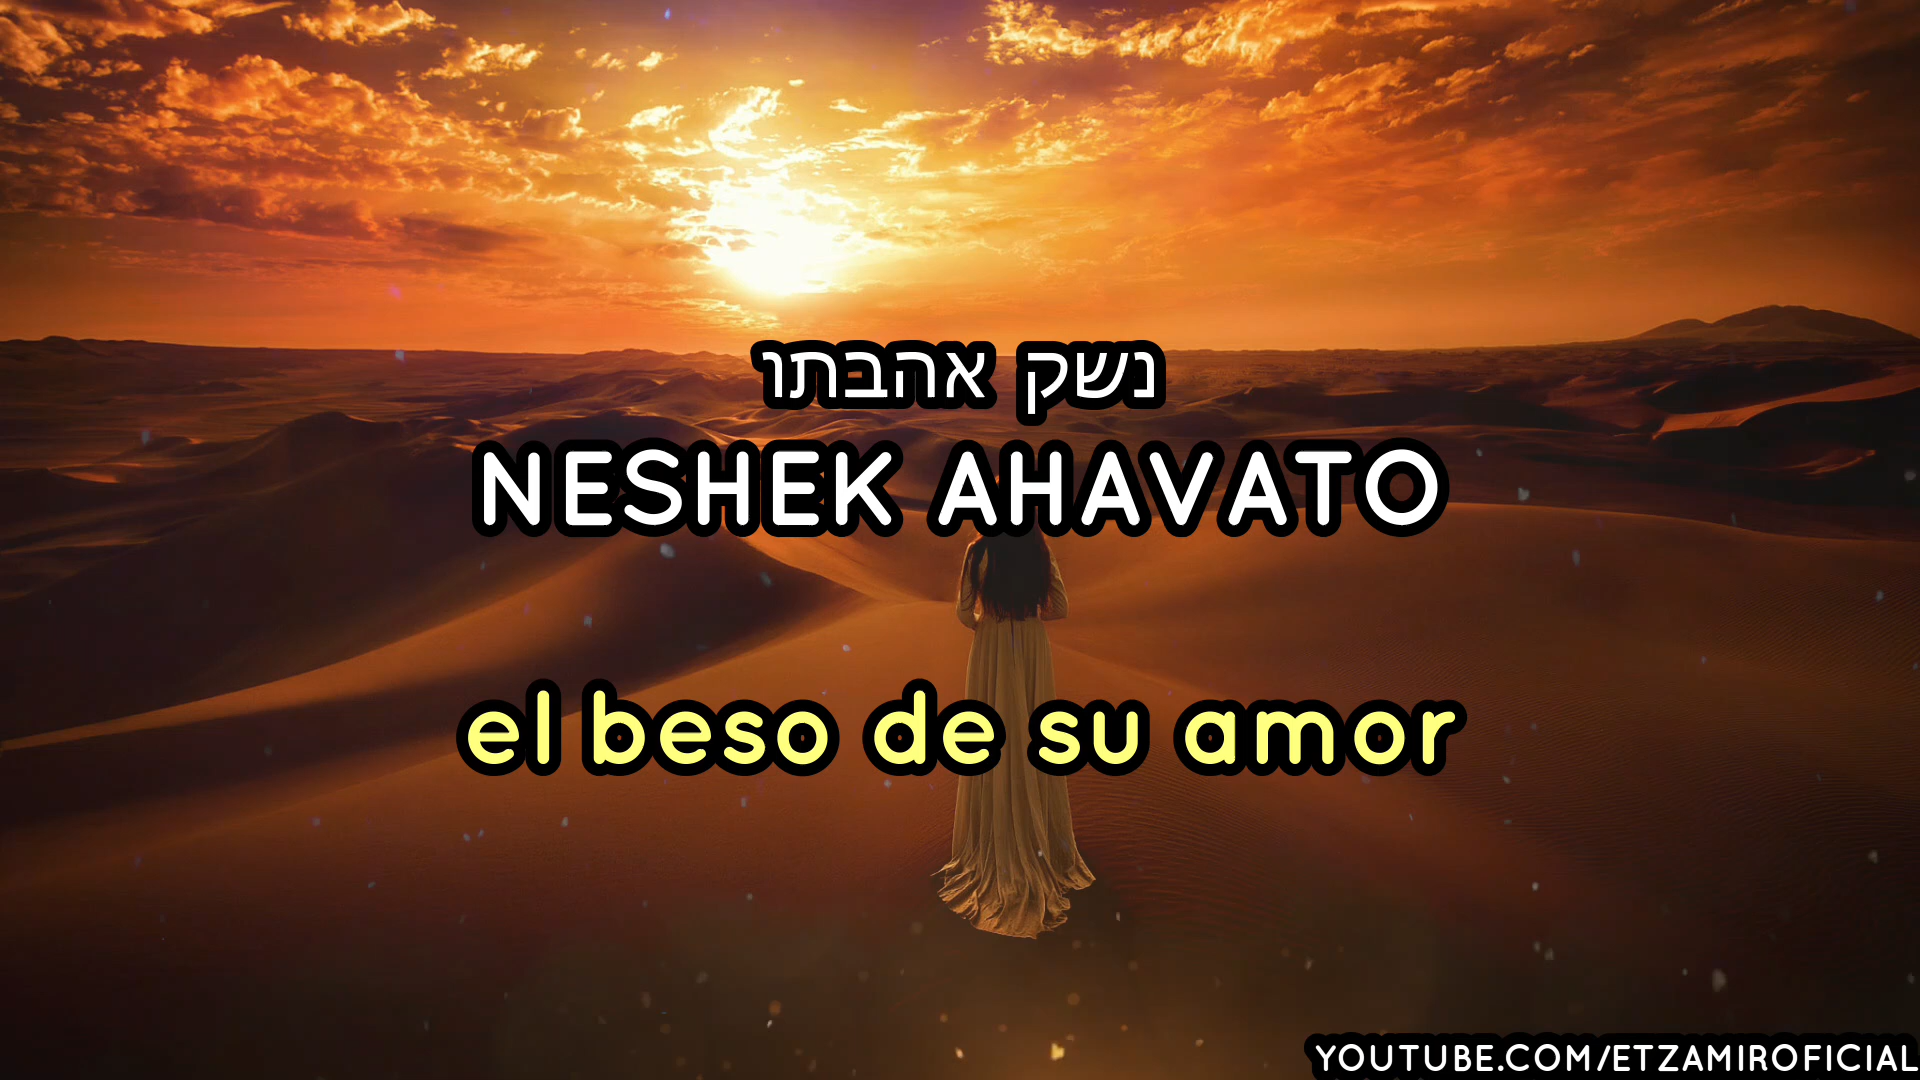 נשק אהבתו
NESHEK AHAVATO
el beso de su amor
YOUTUBE.COM/ETZAMIROFICIAL